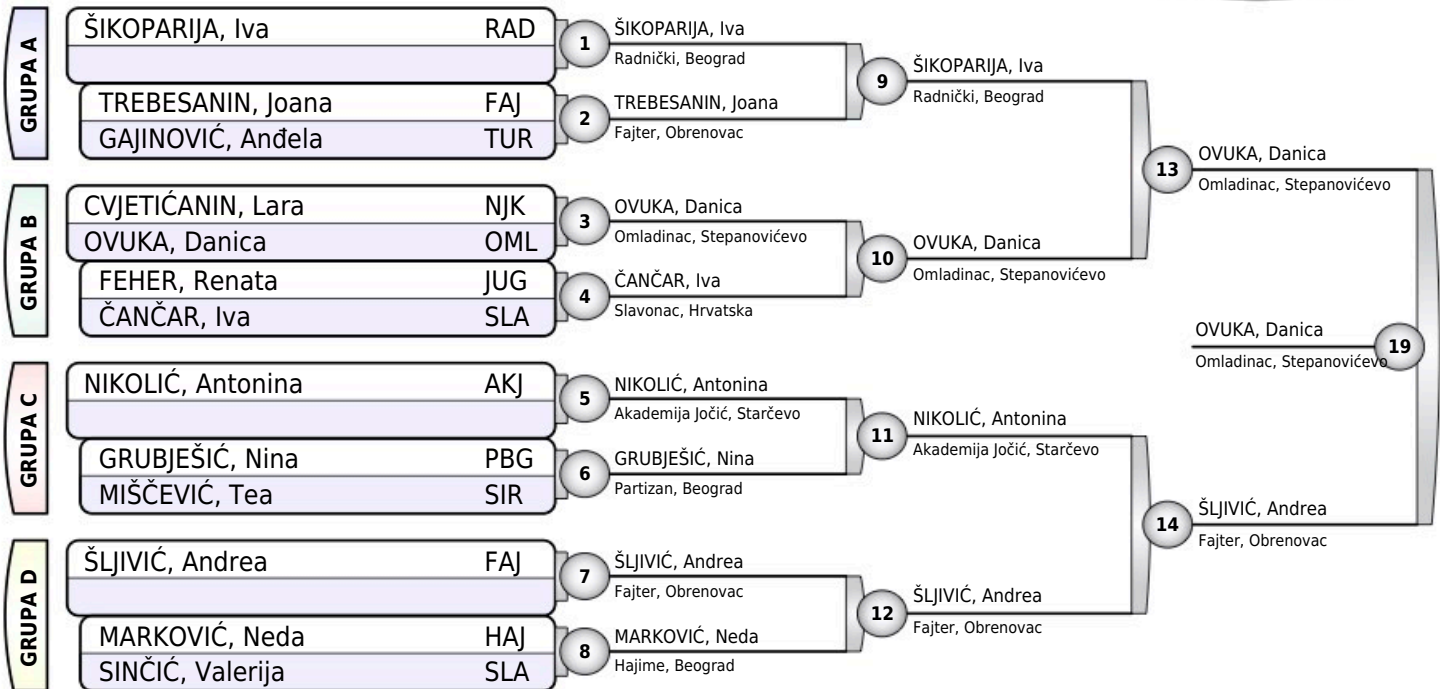 GRUPA A
ŠIKOPARIJA, Iva RAD
TREBESANIN, Joana FAJ
GAJINOVIĆ, Anđela TUR
GRUPA B
CVJETIĆANIN, Lara NJK
OVUKA, Danica OML
FEHER, Renata JUG
ČANČAR, Iva SLA
GRUPA C
NIKOLIĆ, Antonina AKJ
GRUBJEŠIĆ, Nina PBG
MIŠČEVIĆ, Tea SIR
GRUPA D
ŠLJIVIĆ, Andrea FAJ
MARKOVIĆ, Neda HAJ
SINČIĆ, Valerija SLA
1
ŠIKOPARIJA, Iva
Radnički, Beograd
2
TREBESANIN, Joana
Fajter, Obrenovac
3
OVUKA, Danica
Omladinac, Stepanovićevo
4
ČANČAR, Iva
Slavonac, Hrvatska
5
NIKOLIĆ, Antonina
Akademija Jočić, Starčevo
6
GRUBJEŠIĆ, Nina
Partizan, Beograd
7
ŠLJIVIĆ, Andrea
Fajter, Obrenovac
8
MARKOVIĆ, Neda
Hajime, Beograd
9
ŠIKOPARIJA, Iva
Radnički, Beograd
10
OVUKA, Danica
Omladinac, Stepanovićevo
11
NIKOLIĆ, Antonina
Akademija Jočić, Starčevo
12
ŠLJIVIĆ, Andrea
Fajter, Obrenovac
13
OVUKA, Danica
Omladinac, Stepanovićevo
14
ŠLJIVIĆ, Andrea
Fajter, Obrenovac
OVUKA, Danica
Omladinac, Stepanovićevo
19